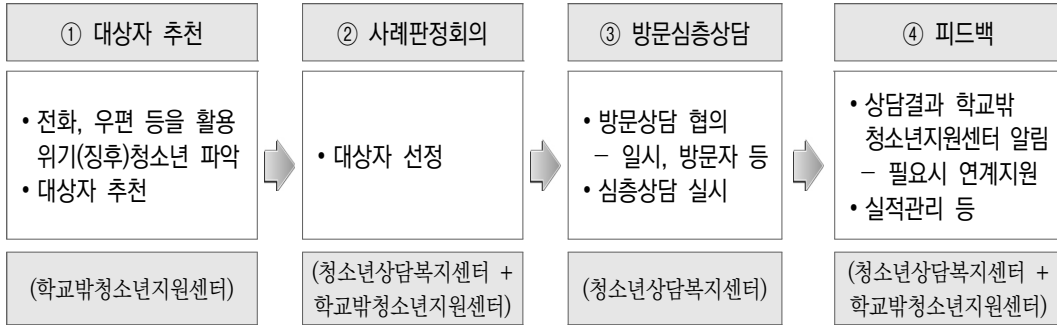 ① 대상자 추천
• 전화, 우편 등을 활용
위기(징후)청소년 파악
• 대상자 추천
(학교밖청소년지원센터)
② 사례판정회의
• 대상자 선정
(청소년상담복지센터 +
학교밖청소년지원센터)
③ 방문심층상담
• 방문상담 협의
– 일시, 방문자 등
• 심층상담 실시
(청소년상담복지센터)
④ 피드백
• 상담결과 학교밖
청소년지원센터 알림
– 필요시 연계지원
• 실적관리 등
(청소년상담복지센터 +
학교밖청소년지원센터)